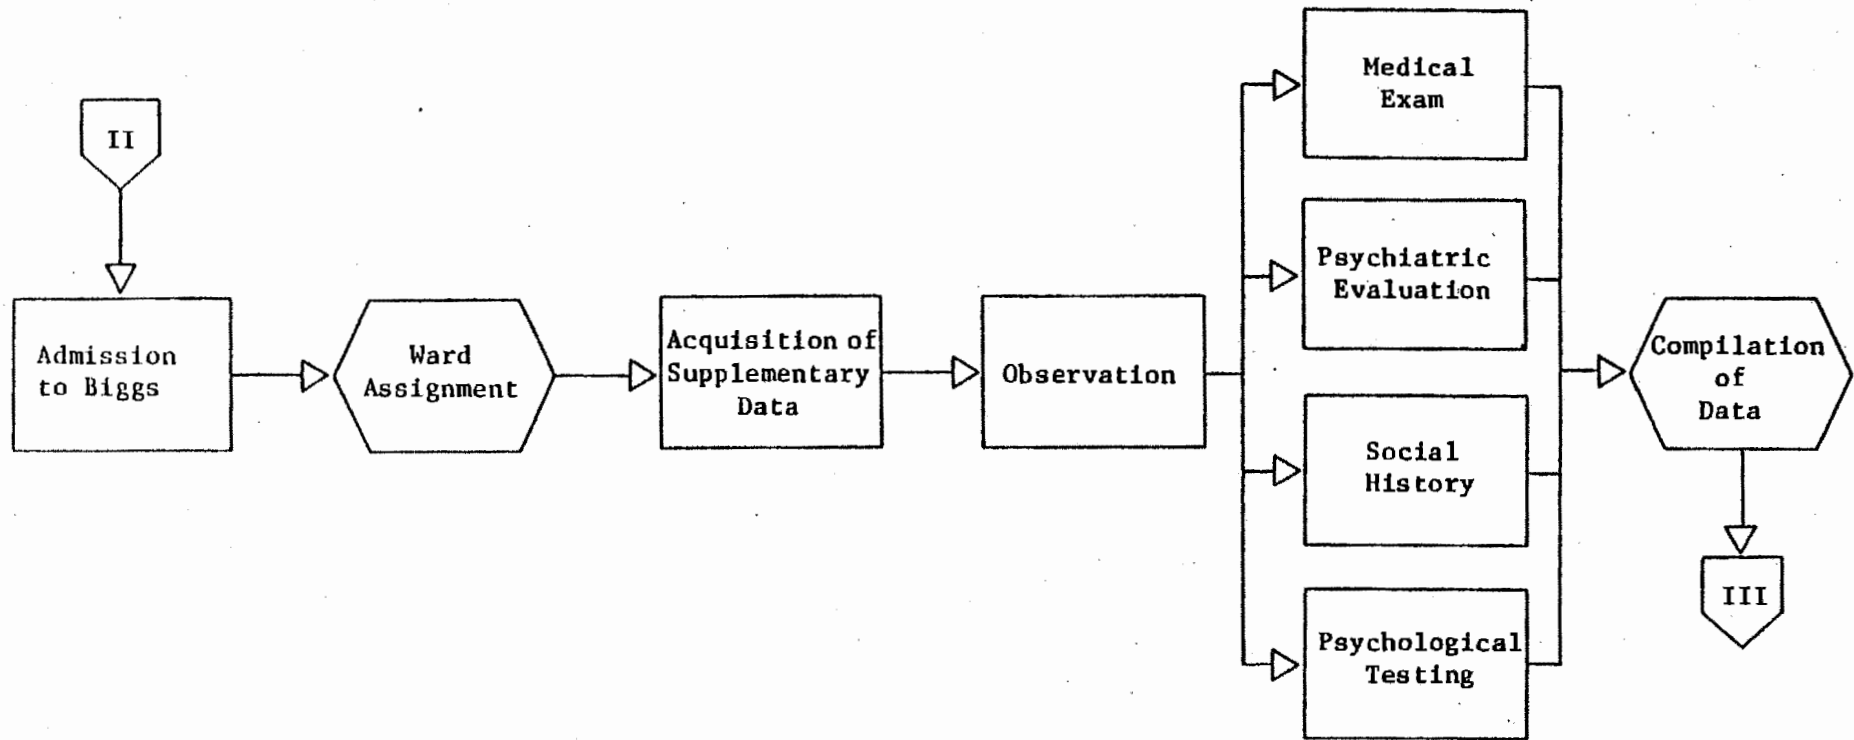 II
Admission
to Biggs
Ward
Assignment
Acquisition of
Supplementary
Data
Observation
Medical
Exam
Psychiatric
Evaluation
Social
History
Psychological
Testing
Compilation
of
Data
III